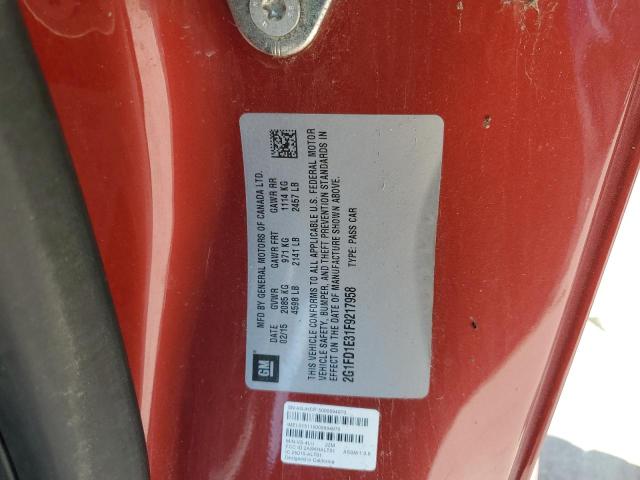 GM
MFD BY GENERAL MOTORS OF CANADA LTD.
DATE GVWR GAWR FRT GAWR RR
02/15 2085 KG 971 KG 1114 KG
4598 LB 2141 LB 2457 LB
THIS VEHICLE CONFORMS TO ALL APPLICABLE U.S. FEDERAL MOTOR
VEHICLE SAFETY, BUMPER, AND THEFT PREVENTION STANDARDS IN
EFFECT ON THE DATE OF MANUFACTURE SHOWN ABOVE.
2G1FD1E31F9217958 TYPE: PASS CAR
Designed in California